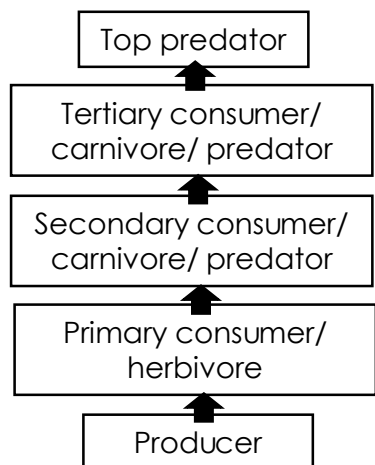 Top predator
Tertiary consumer/
carnivore/ predator
Secondary consumer/
carnivore/ predator
Primary consumer/
herbivore
Producer